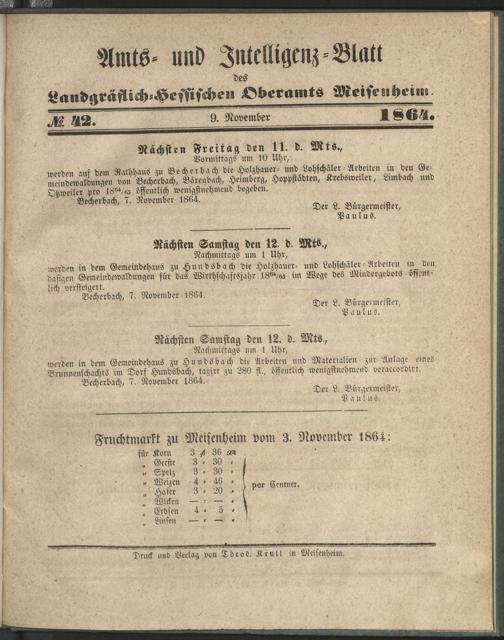 Amts- und Intelligenz-Blatt
des
Landgräflich-Hessischen Oberamts Meisenheim.
№ 42. 9. November 1864.
Nächsten Freitag den 11. d. Mts.,
Vormittags um 10 Uhr,
werden auf dem Rathhaus zu Becherbach die Holzhauer- und Lohschäler-Arbeiten in den Ge-
meindewaldungen von Becherbach, Bärenbach, Heimberg, Hoppstädten, Krebsweiler, Limbach und
Otzweiler pro 1864/65 öffentlich wenigstnehmend begeben.
Becherbach, 7. November 1864.
Der L. Bürgermeister,
Paulus.
Nächsten Samstag den 12. d. Mts.,
Nachmittags um 1 Uhr,
werden in dem Gemeindehaus zu Hundsbach die Holzhauer- und Lohschäler-Arbeiten in den
dasigen Gemeindewaldungen für das Wirthschaftsjahr 1864/65 im Wege des Mindergebots öffent-
lich versteigert.
Becherbach, 7. November 1864.
Der L. Bürgermeister,
Paulus.
Nächsten Samstag den 12. d. Mts.,
Nachmittags um 1 Uhr,
werden in dem Gemeindehaus zu Hundsbach die Arbeiten und Materialien zur Anlage eines
Brunnenschachts im Dorf Hundsbach, taxirt zu 280 fl., öffentlich wenigstnehmend veraccordirt.
Becherbach, 7. November 1864.
Der L. Bürgermeister,
Paulus.
Fruchtmarkt zu Meisenheim vom 3. November 1864:
für Korn 3 fl 36 xr
„ Gerste 3 „ 30 „
„ Spelz 3 „ 30 „
„ Weizen 4 „ 46 „
„ Hafer 3 „ 20 „ per Centner.
„ Wicken — „ — „
„ Erbsen 4 „ 5 „
„ Linsen — „ — „
Druck und Verlag von Theod. Krull in Meisenheim.